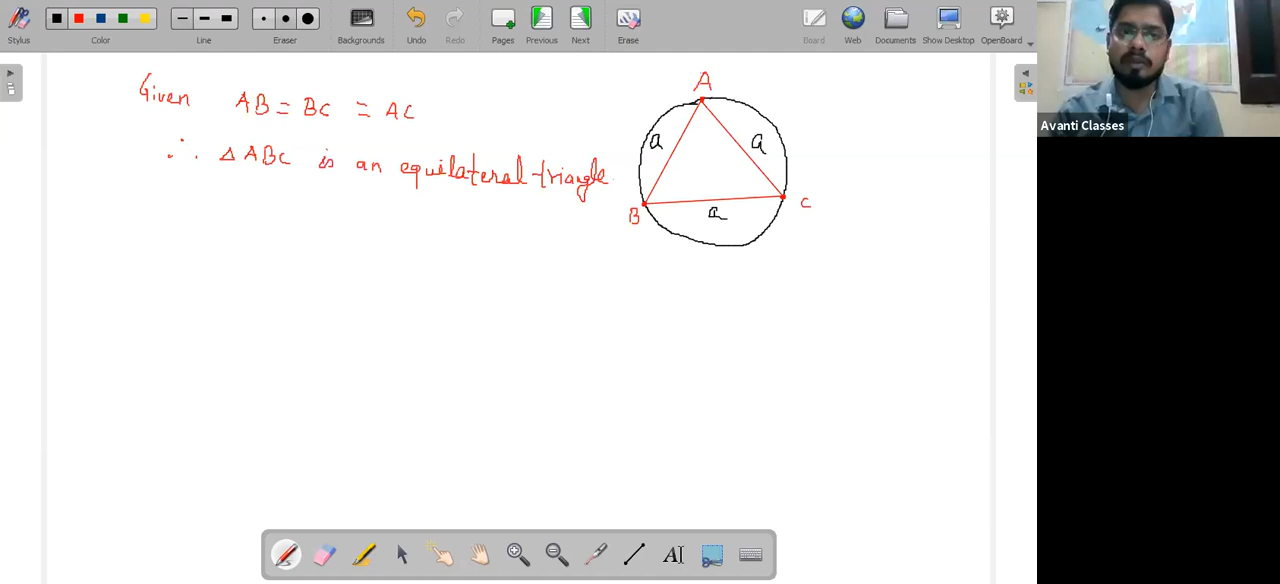 Stylus
Color
Line
Eraser
Backgrounds
Undo
Redo
Pages
Previous
Next
Erase
Board
Web
Documents
Show Desktop
OpenBoard
Avanti Classes
Given AB = BC = AC
∴ △ABC is an equilateral triangle.
A
a
a
B
a
C